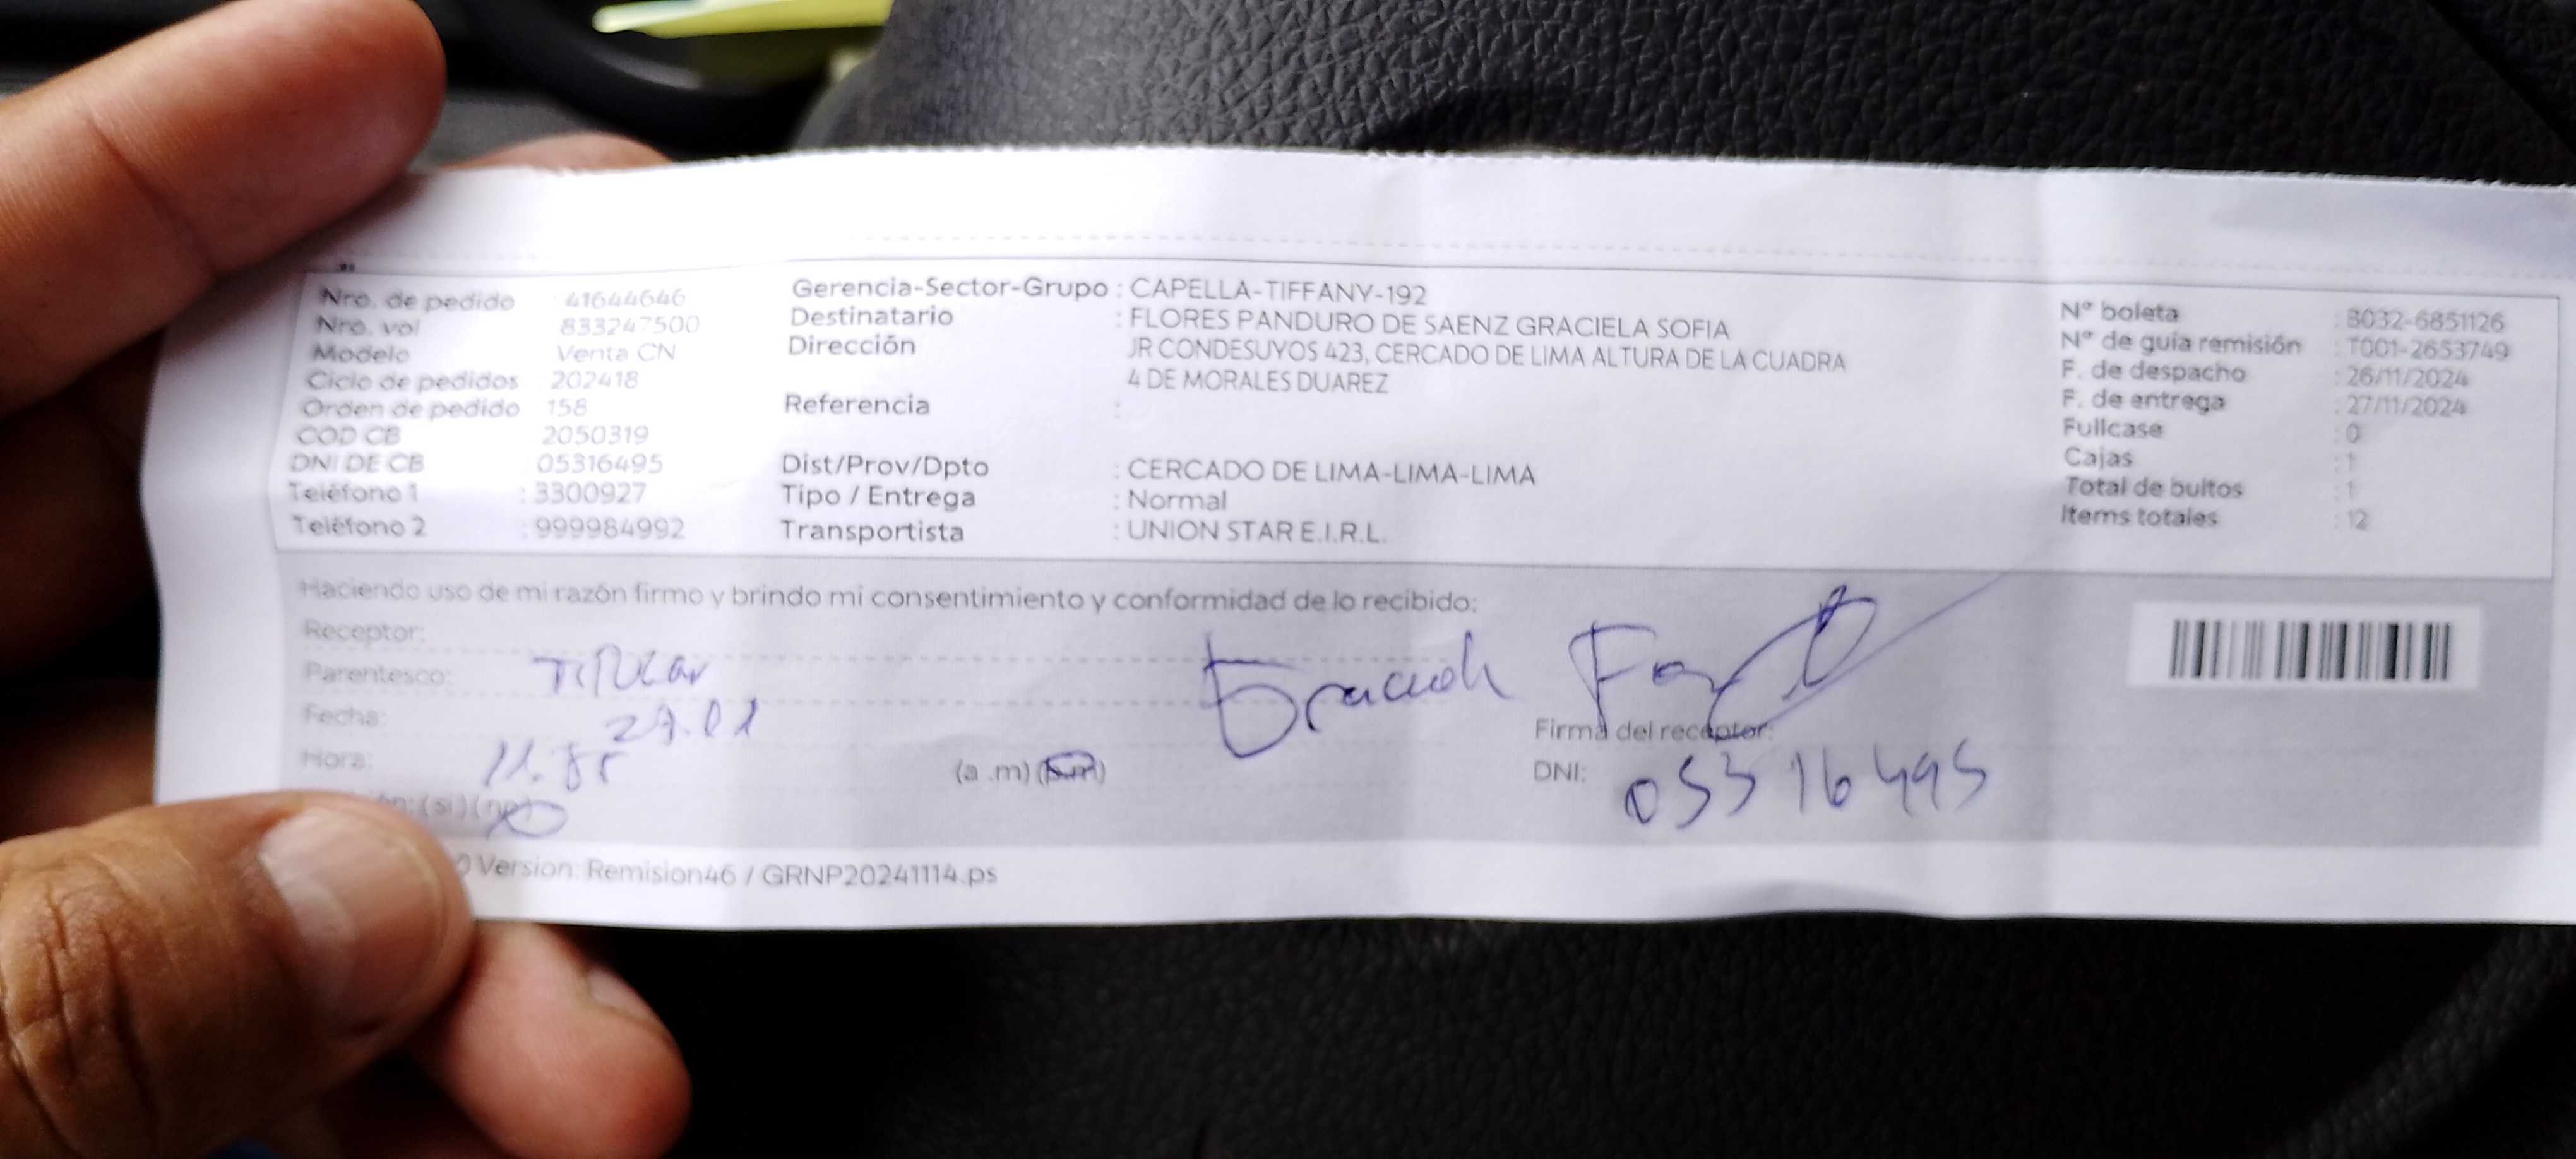 Nro. de pedido : 41644646
Nro. vol 833247500
Modelo Venta CN
Ciclo de pedidos 202418
Orden de pedido 158
COD CB 2050319
DNI DE CB 05316495
Teléfono 1 : 3300927
Teléfono 2 : 999984992
Gerencia-Sector-Grupo : CAPELLA-TIFFANY-192
Destinatario : FLORES PANDURO DE SAENZ GRACIELA SOFIA
Dirección JR CONDESUYOS 423, CERCADO DE LIMA ALTURA DE LA CUADRA
4 DE MORALES DUAREZ
Referencia :
Dist/Prov/Dpto : CERCADO DE LIMA-LIMA-LIMA
Tipo / Entrega : Normal
Transportista : UNION STAR E.I.R.L.
N° boleta : B032-6851126
N° de guía remisión : T001-2653749
F. de despacho : 26/11/2024
F. de entrega : 27/11/2024
Fullcase : 0
Cajas : 1
Total de bultos : 1
Items totales : 12
Haciendo uso de mi razón firmo y brindo mi consentimiento y conformidad de lo recibido:
Receptor:
Parentesco: Titular
Fecha:
Hora: (a .m) (p.m)
(si) (no)
Firma del receptor:
DNI: 05316495
Version: Remision46 / GRNP20241114.ps